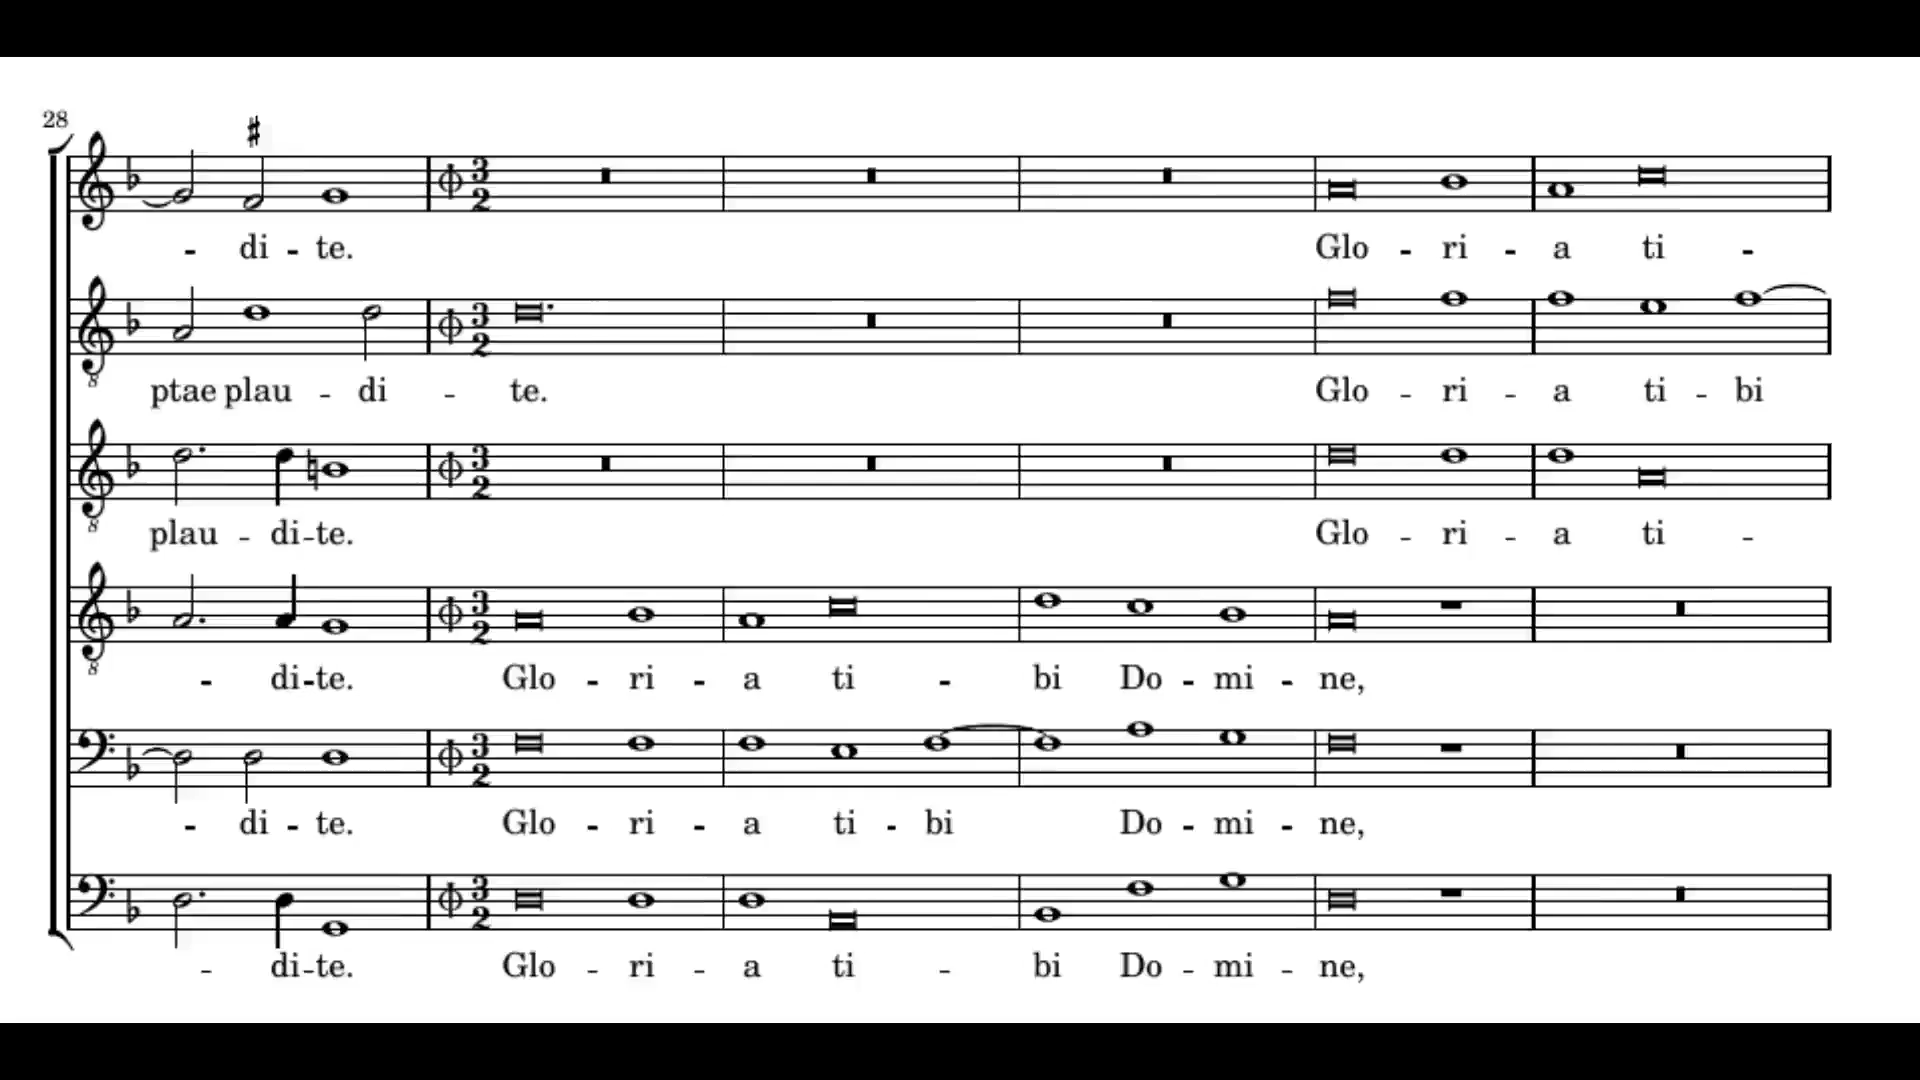 28
- di - te.
Glo - ri - a ti -
ptae plau - di - te.
Glo - ri - a ti - bi
plau - di - te.
Glo - ri - a ti -
- di - te.
Glo - ri - a ti - bi Do - mi - ne,
- di - te.
Glo - ri - a ti - bi Do - mi - ne,
- di - te.
Glo - ri - a ti - bi Do - mi - ne,